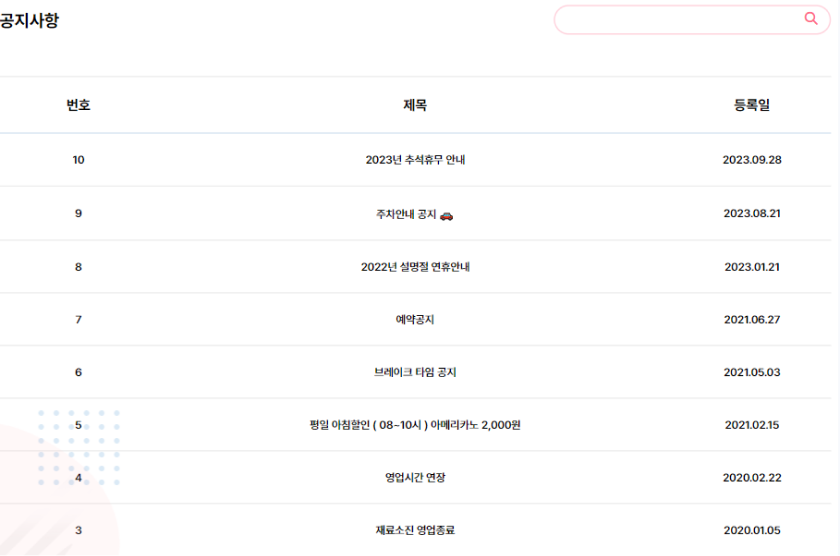 공지사항
번호 제목 등록일
10 2023년 추석휴무 안내 2023.09.28
9 주차안내 공지 🚗 2023.08.21
8 2022년 설명절 연휴안내 2023.01.21
7 예약공지 2021.06.27
6 브레이크 타임 공지 2021.05.03
5 평일 아침할인 ( 08~10시 ) 아메리카노 2,000원 2021.02.15
4 영업시간 연장 2020.02.22
3 재료소진 영업종료 2020.01.05